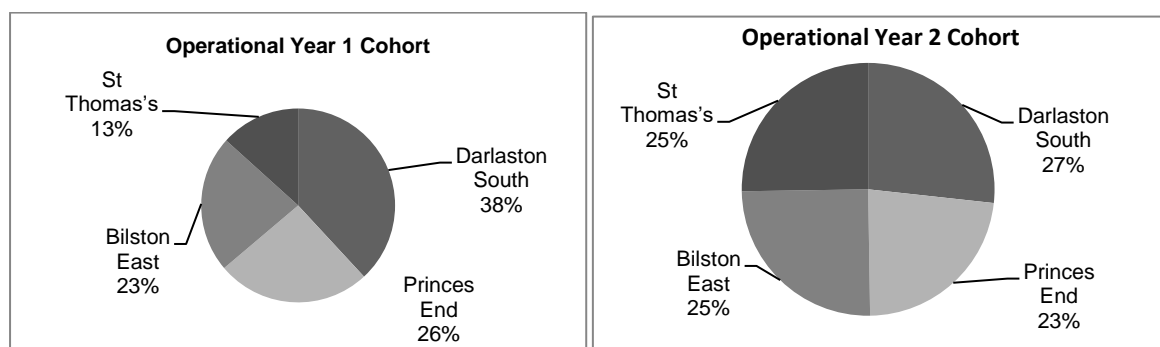 Operational Year 1 Cohort
St
Thomas's
13%
Darlaston
South
38%
Bilston
East
23%
Princes
End
26%
Operational Year 2 Cohort
St
Thomas's
25%
Darlaston
South
27%
Bilston
East
25%
Princes
End
23%